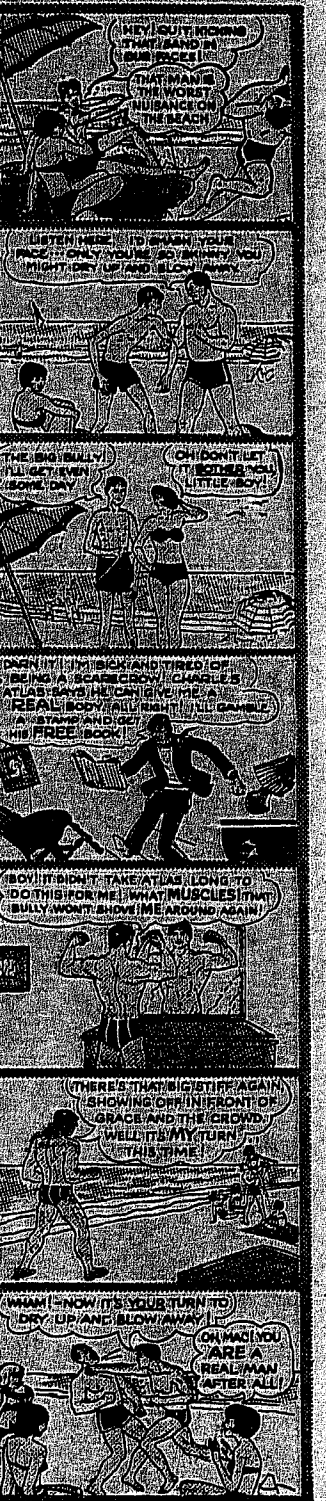 HEY! QUIT KICKING
THAT SAND IN
OUR FACES!
THAT MAN IS
THE WORST
NUISANCE ON
THE BEACH
LISTEN HERE. I'D SMASH YOUR
FACE.... ONLY YOU'RE SO SKINNY YOU
MIGHT DRY UP AND BLOW AWAY.
THE BIG BULLY!
I'LL GET EVEN
SOME DAY
OH DON'T LET
IT BOTHER YOU,
LITTLE BOY!
DARN IT! I'M SICK AND TIRED OF
BEING A SCARECROW! CHARLES
ATLAS SAYS HE CAN GIVE ME A
REAL BODY. ALL RIGHT! I'LL GAMBLE
A STAMP AND GET
HIS FREE BOOK!
BOY! IT DIDN'T TAKE ATLAS LONG TO
DO THIS FOR ME! WHAT MUSCLES! THAT
BULLY WON'T SHOVE ME AROUND AGAIN!
THERE'S THAT BIG STIFF AGAIN
SHOWING OFF IN FRONT OF
GRACE AND THE CROWD.
WELL IT'S MY TURN
THIS TIME!
WHAM!-NOW IT'S YOUR TURN TO
DRY UP AND BLOW AWAY!
OH, MAC! YOU
ARE A
REAL MAN
AFTER ALL!